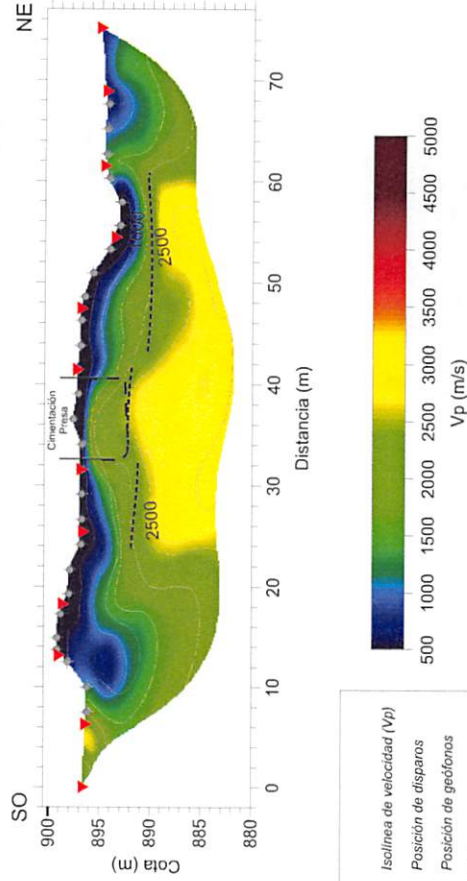 SO
NE
Cimentación
Presa
900
895
890
885
880
Cota (m)
2500
1000
2500
0
10
20
30
40
50
60
70
Distancia (m)
500
1000
1500
2000
2500
3000
3500
4000
4500
5000
Vp (m/s)
Isolínea de velocidad (Vp)
Posición de disparos
Posición de geófonos